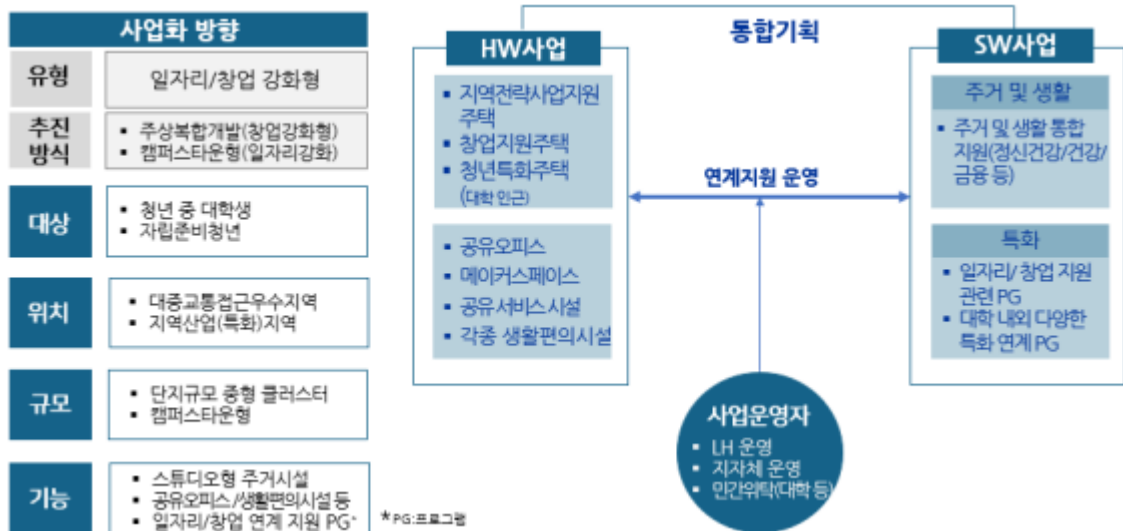 사업화 방향
유형
일자리/창업 강화형
추진
방식
▪ 주상복합개발(창업강화형)
▪ 캠퍼스타운형(일자리강화)
대상
▪ 청년 중 대학생
▪ 자립준비청년
위치
▪ 대중교통접근우수지역
▪ 지역산업(특화)지역
규모
▪ 단지규모 중형 클러스터
▪ 캠퍼스타운형
기능
▪ 스튜디오형 주거시설
▪ 공유오피스/생활편의시설 등
▪ 일자리/창업 연계 지원 PG*
*PG:프로그램
통합기획
HW사업
▪ 지역전략사업지원
주택
▪ 창업지원주택
▪ 청년특화주택
(대학 인근)
▪ 공유오피스
▪ 메이커스페이스
▪ 공유서비스시설
▪ 각종 생활편의시설
연계지원 운영
사업운영자
▪ LH 운영
▪ 지자체 운영
▪ 민간위탁(대학 등)
SW사업
주거 및 생활
▪ 주거 및 생활 통합
지원(정신건강/건강/
금융 등)
특화
▪ 일자리/창업 지원
관련 PG
▪ 대학 내외 다양한
특화 연계 PG